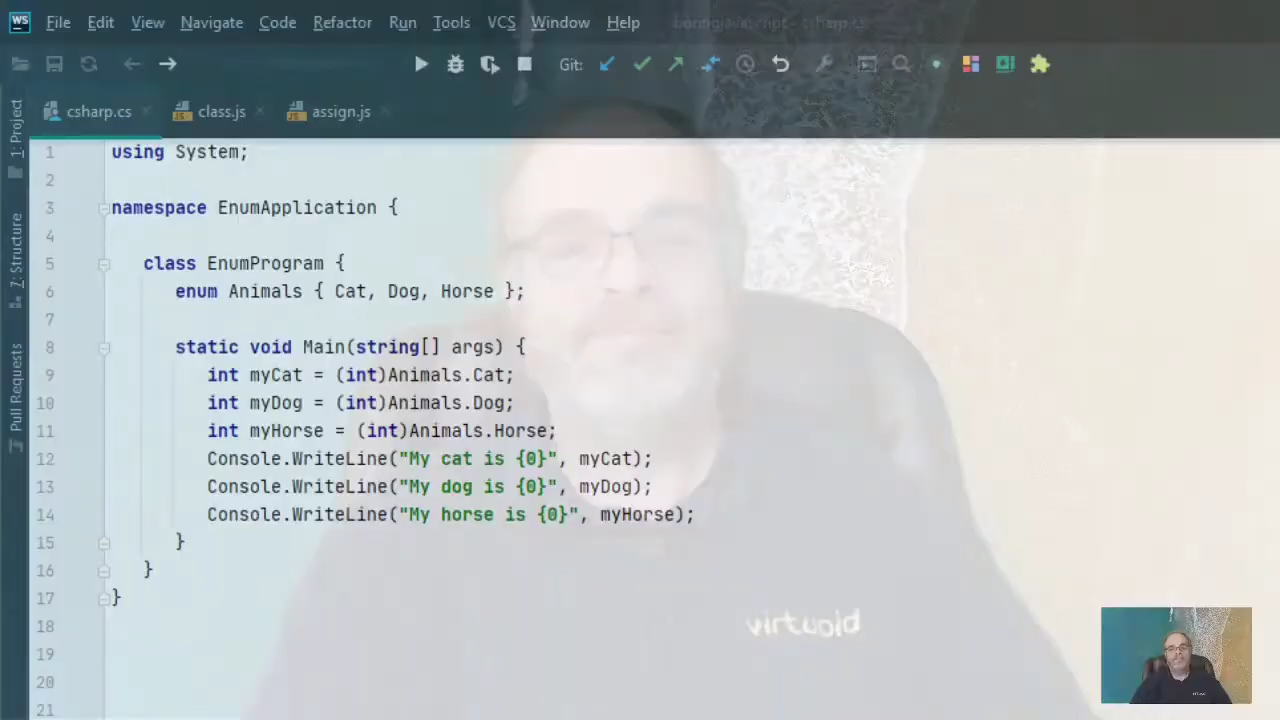 WS File Edit View Navigate Code Refactor Run Tools VCS Window Help
Git:
csharp.cs class.js assign.js
1: Project
7: Structure
Pull Requests
1 using System;
2
3 namespace EnumApplication {
4
5 class EnumProgram {
6 enum Animals { Cat, Dog, Horse };
7
8 static void Main(string[] args) {
9 int myCat = (int)Animals.Cat;
10 int myDog = (int)Animals.Dog;
11 int myHorse = (int)Animals.Horse;
12 Console.WriteLine("My cat is {0}", myCat);
13 Console.WriteLine("My dog is {0}", myDog);
14 Console.WriteLine("My horse is {0}", myHorse);
15 }
16 }
17 }
18
19
20
21
virtuold